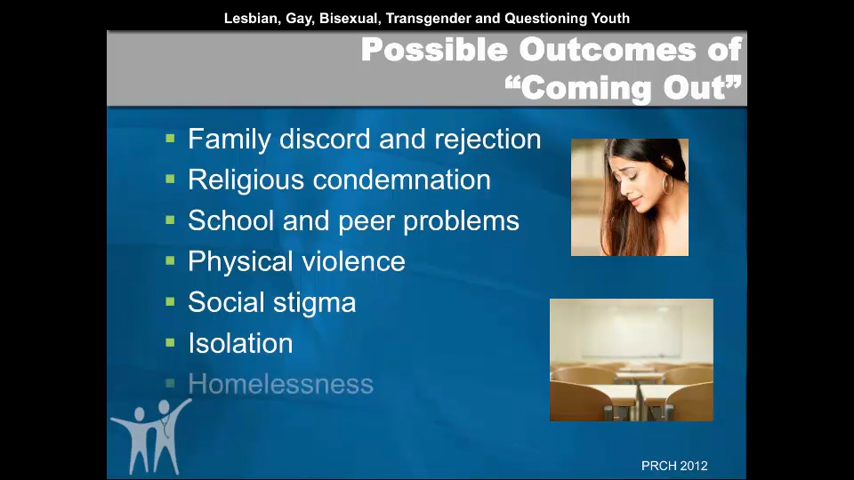 Lesbian, Gay, Bisexual, Transgender and Questioning Youth
Possible Outcomes of
“Coming Out”
Family discord and rejection
Religious condemnation
School and peer problems
Physical violence
Social stigma
Isolation
Homelessness
PRCH 2012